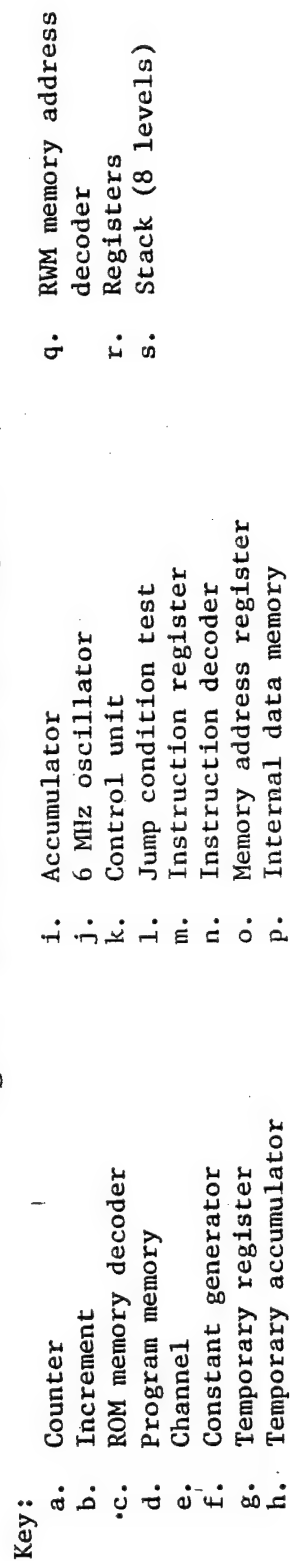 Key:
a. Counter
b. Increment
c. ROM memory decoder
d. Program memory
e. Channel
f. Constant generator
g. Temporary register
h. Temporary accumulator
i. Accumulator
j. 6 MHz oscillator
k. Control unit
l. Jump condition test
m. Instruction register
n. Instruction decoder
o. Memory address register
p. Internal data memory
q. RWM memory address
decoder
r. Registers
s. Stack (8 levels)